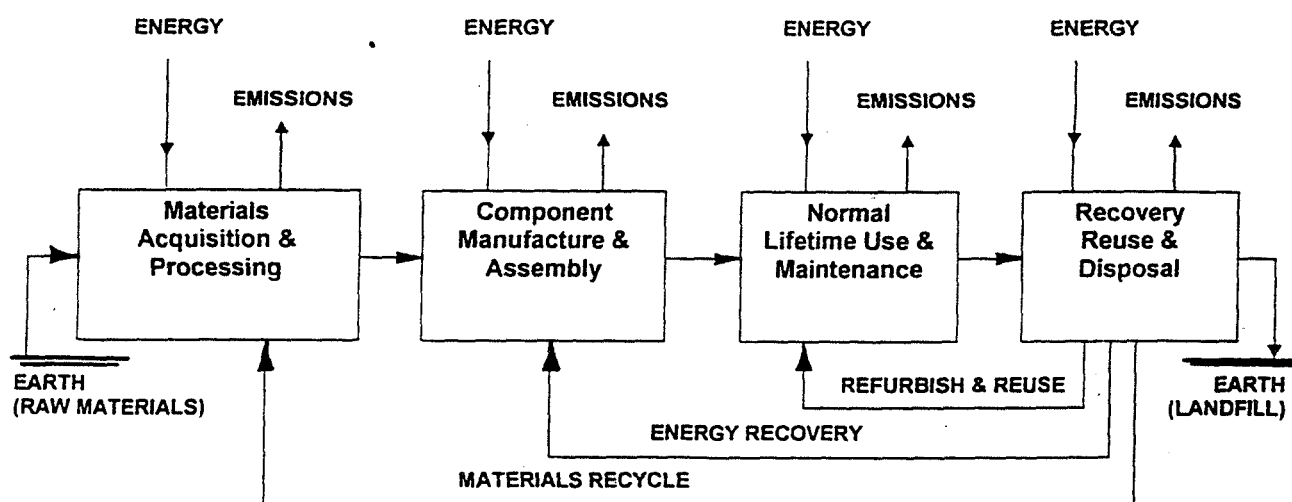 ENERGY
ENERGY
ENERGY
ENERGY
EMISSIONS
EMISSIONS
EMISSIONS
EMISSIONS
Materials
Acquisition &
Processing
Component
Manufacture &
Assembly
Normal
Lifetime Use &
Maintenance
Recovery
Reuse &
Disposal
EARTH
(RAW MATERIALS)
REFUBISH & REUSE
EARTH
(LANDFILL)
ENERGY RECOVERY
MATERIALS RECYCLE